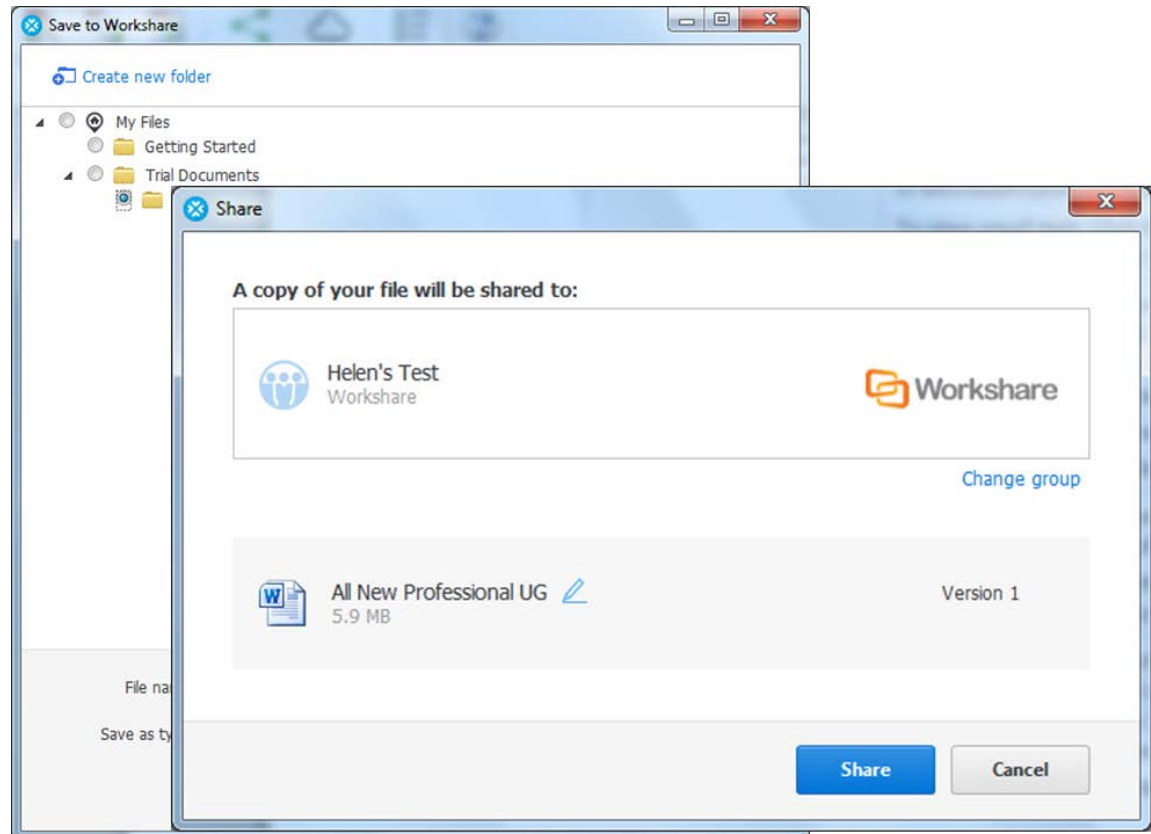 Save to Workshare
Create new folder
My Files
Getting Started
Trial Documents
Share
A copy of your file will be shared to:
Helen's Test
Workshare
Workshare
Change group
All New Professional UG
5.9 MB
Version 1
File na
Save as ty
Share
Cancel